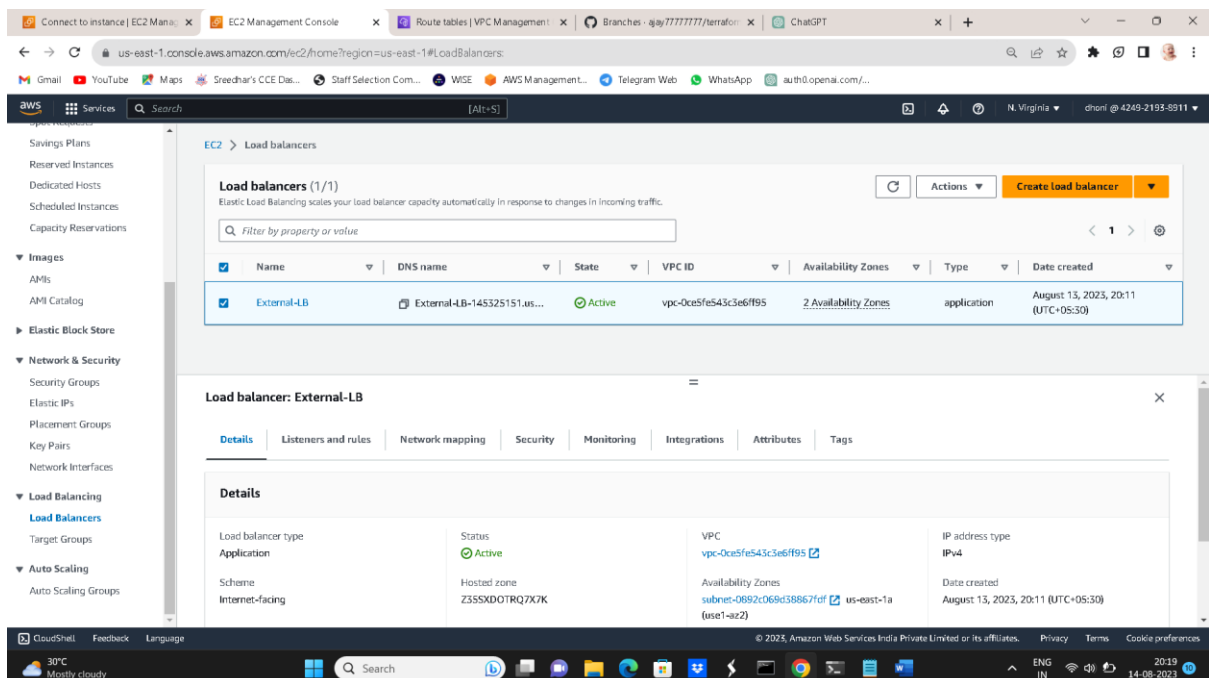 Connect to instance | EC2 Manag
EC2 Management Console
Route tables | VPC Management
Branches · ajay77777777/terraform
ChatGPT
us-east-1.console.aws.amazon.com/ec2/home?region=us-east-1#LoadBalancers:
Gmail YouTube Maps Sreedhar's CCE Das... Staff Selection Com... WISE AWS Management... Telegram Web WhatsApp auth0.openai.com/...
aws Services Search [Alt+S] N. Virginia dhoni @ 4249-2193-8911
Spot Requests
Savings Plans
Reserved Instances
Dedicated Hosts
Scheduled Instances
Capacity Reservations
Images
AMIs
AMI Catalog
Elastic Block Store
Network & Security
Security Groups
Elastic IPs
Placement Groups
Key Pairs
Network Interfaces
Load Balancing
Load Balancers
Target Groups
Auto Scaling
Auto Scaling Groups
EC2 > Load balancers
Load balancers (1/1)
Elastic Load Balancing scales your load balancer capacity automatically in response to changes in incoming traffic.
Actions Create load balancer
Filter by property or value
1
Name DNS name State VPC ID Availability Zones Type Date created
External-LB External-LB-145325151.us... Active vpc-0ce5fe543c3e6ff95 2 Availability Zones application August 13, 2023, 20:11
(UTC+05:30)
Load balancer: External-LB
Details Listeners and rules Network mapping Security Monitoring Integrations Attributes Tags
Details
Load balancer type Status VPC IP address type
Application Active vpc-0ce5fe543c3e6ff95 IPv4
Scheme Hosted zone Availability Zones Date created
Internet-facing Z35SXDOTRQ7X7K subnet-0892c069d38867fdf us-east-1a August 13, 2023, 20:11 (UTC+05:30)
(use1-az2)
CloudShell Feedback Language © 2023, Amazon Web Services India Private Limited or its affiliates. Privacy Terms Cookie preferences
30°C
Mostly cloudy
Search
ENG
IN
20:19
14-08-2023
10